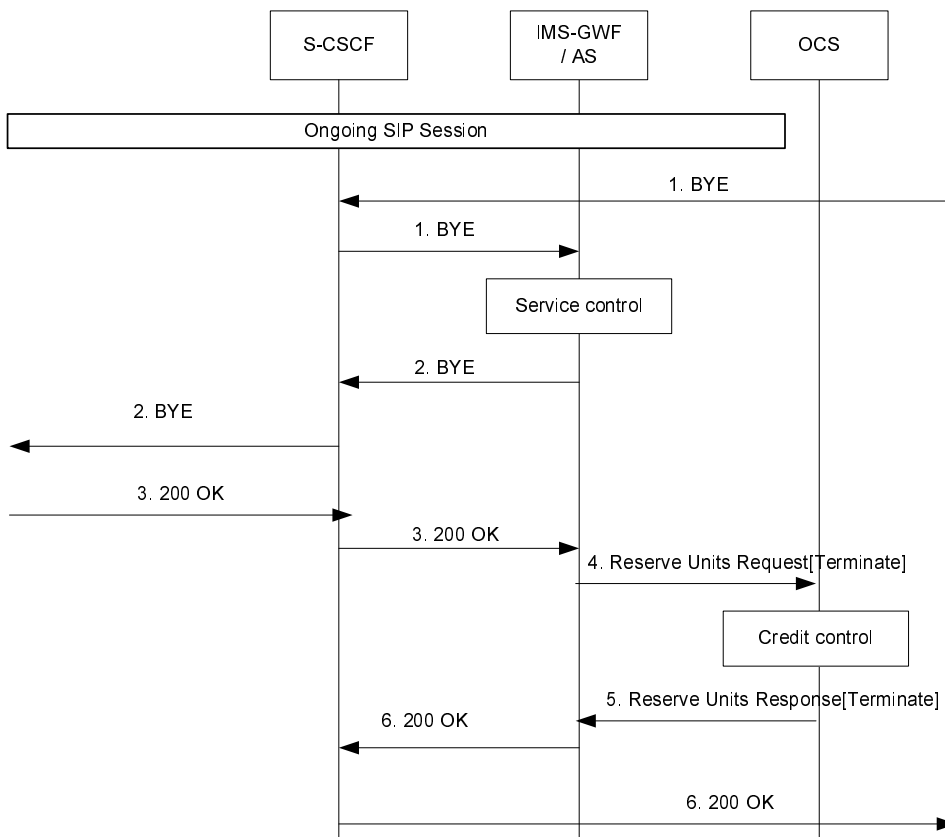 S-CSCF
IMS-GWF
/ AS
OCS
Ongoing SIP Session
1. BYE
1. BYE
Service control
2. BYE
2. BYE
3. 200 OK
3. 200 OK
4. Reserve Units Request[Terminate]
Credit control
5. Reserve Units Response[Terminate]
6. 200 OK
6. 200 OK